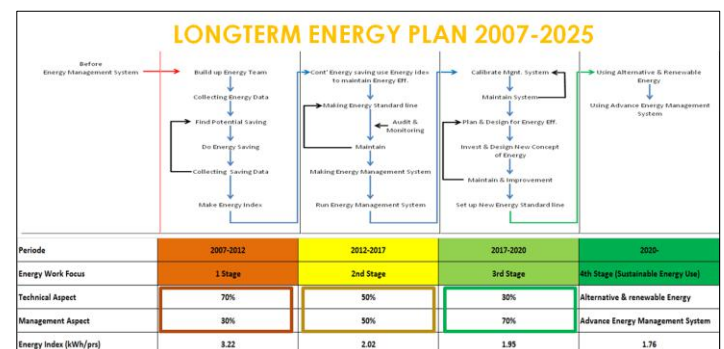 LONGTERM ENERGY PLAN 2007-2025
Before
Energy Management System
Build up Energy Team
Collecting Energy Data
Find Potential Saving
Do Energy Saving
Collecting Saving Data
Make Energy Index
Cont' Energy saving use Energy idex
to maintain Energy Eff.
Making Energy Standard line
Audit &
Monitoring
Maintain
Making Energy Management System
Run Energy Management System
Calibrate Mgnt. System
Maintain System
Plan & Design for Energy Eff.
Invest & Design New Concept
of Energy
Maintain & Improvement
Set up New Energy Standard line
Using Alternative & Renewable
Energy
Using Advance Energy Management
System
Periode 2007-2012 2012-2017 2017-2020 2020-
Energy Work Focus 1 Stage 2nd Stage 3rd Stage 4th Stage (Sustainable Energy Use)
Technical Aspect 70% 50% 30% Alternative & renewable Energy
Management Aspect 30% 50% 70% Advance Energy Management System
Energy Index (kWh/prs) 3.22 2.02 1.95 1.76